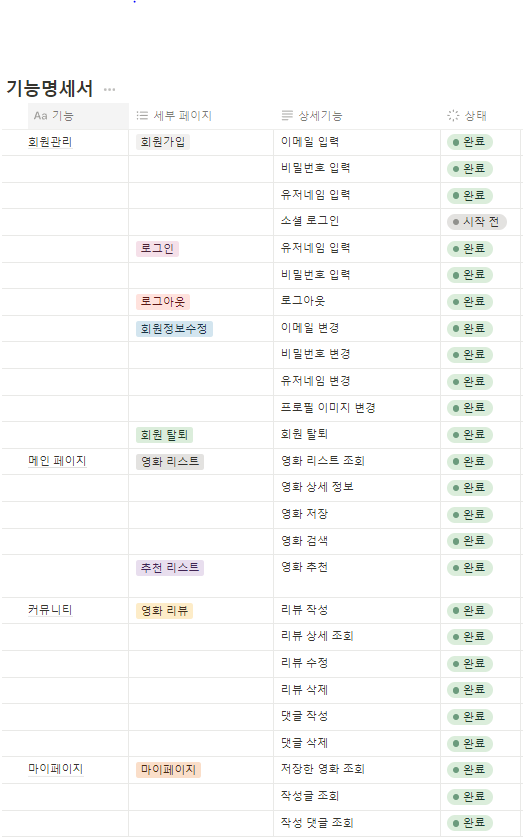 기능명세서 ...
Aa 기능 세부 페이지 상세기능 상태
회원관리 회원가입 이메일 입력 완료
비밀번호 입력 완료
유저네임 입력 완료
소셜 로그인 시작 전
로그인 유저네임 입력 완료
비밀번호 입력 완료
로그아웃 로그아웃 완료
회원정보수정 이메일 변경 완료
비밀번호 변경 완료
유저네임 변경 완료
프로필 이미지 변경 완료
회원 탈퇴 회원 탈퇴 완료
메인 페이지 영화 리스트 영화 리스트 조회 완료
영화 상세 정보 완료
영화 저장 완료
영화 검색 완료
추천 리스트 영화 추천 완료
커뮤니티 영화 리뷰 리뷰 작성 완료
리뷰 상세 조회 완료
리뷰 수정 완료
리뷰 삭제 완료
댓글 작성 완료
댓글 삭제 완료
마이페이지 마이페이지 저장한 영화 조회 완료
작성글 조회 완료
작성 댓글 조회 완료